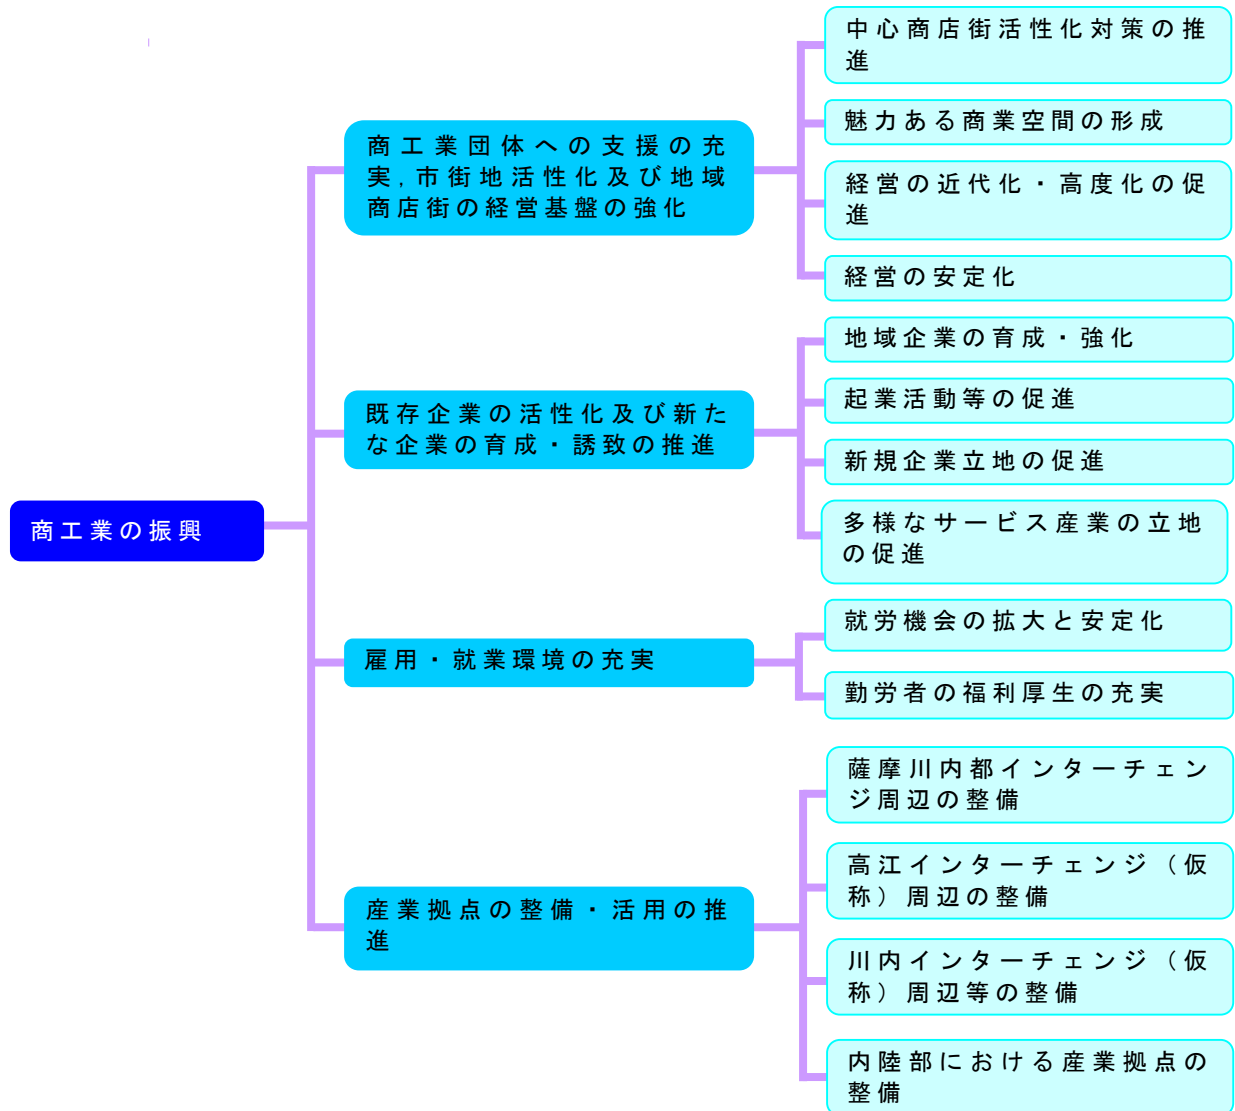 商工業の振興
商工業団体への支援の充
実,市街地活性化及び地域
商店街の経営基盤の強化
中心商店街活性化対策の推
進
魅力ある商業空間の形成
経営の近代化・高度化の促
進
経営の安定化
既存企業の活性化及び新た
な企業の育成・誘致の推進
地域企業の育成・強化
起業活動等の促進
新規企業立地の促進
多様なサービス産業の立地
の促進
雇用・就業環境の充実
就労機会の拡大と安定化
勤労者の福利厚生の充実
産業拠点の整備・活用の推
進
薩摩川内都インターチェン
ジ周辺の整備
高江インターチェンジ(仮
称)周辺の整備
川内インターチェンジ(仮
称)周辺等の整備
内陸部における産業拠点の
整備